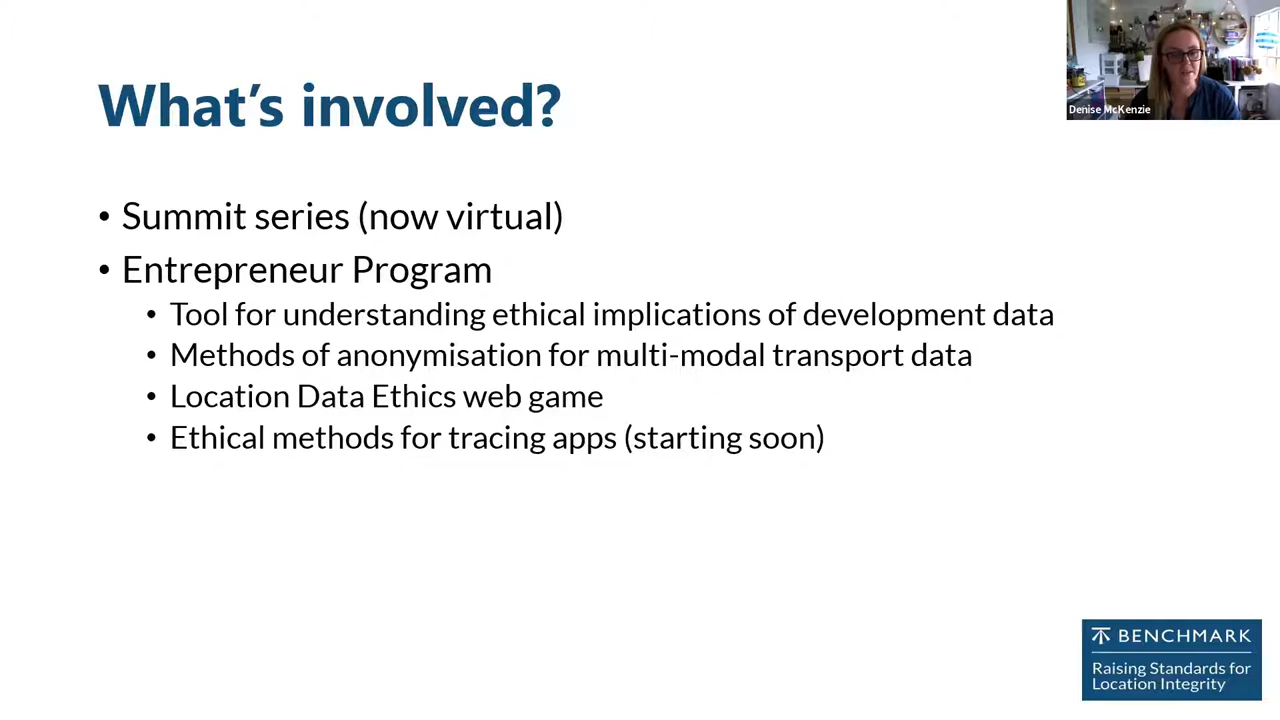 Denise McKenzie
What's involved?
• Summit series (now virtual)
• Entrepreneur Program
• Tool for understanding ethical implications of development data
• Methods of anonymisation for multi-modal transport data
• Location Data Ethics web game
• Ethical methods for tracing apps (starting soon)
BENCHMARK
Raising Standards for
Location Integrity